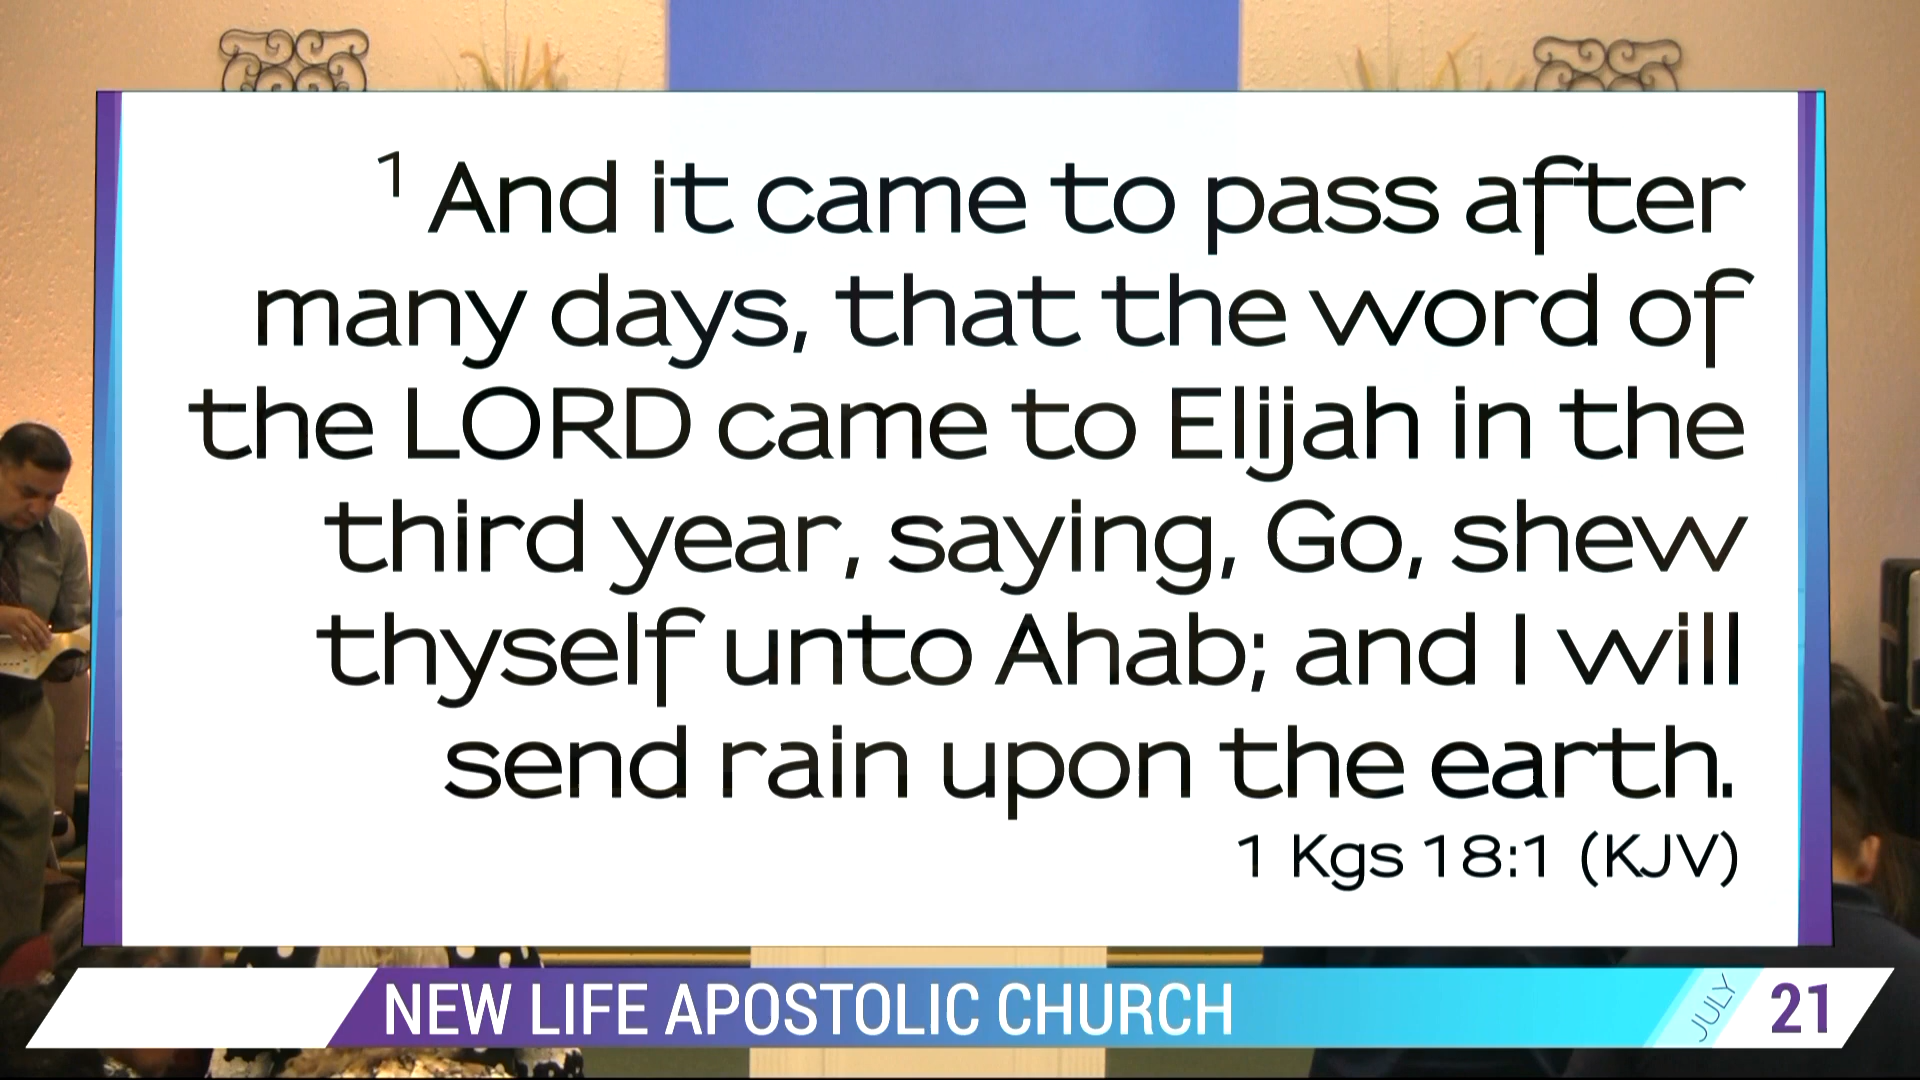 1 And it came to pass after
many days, that the word of
the LORD came to Elijah in the
third year, saying, Go, shew
thyself unto Ahab; and I will
send rain upon the earth.
1 Kgs 18:1 (KJV)
NEW LIFE APOSTOLIC CHURCH
JULY 21